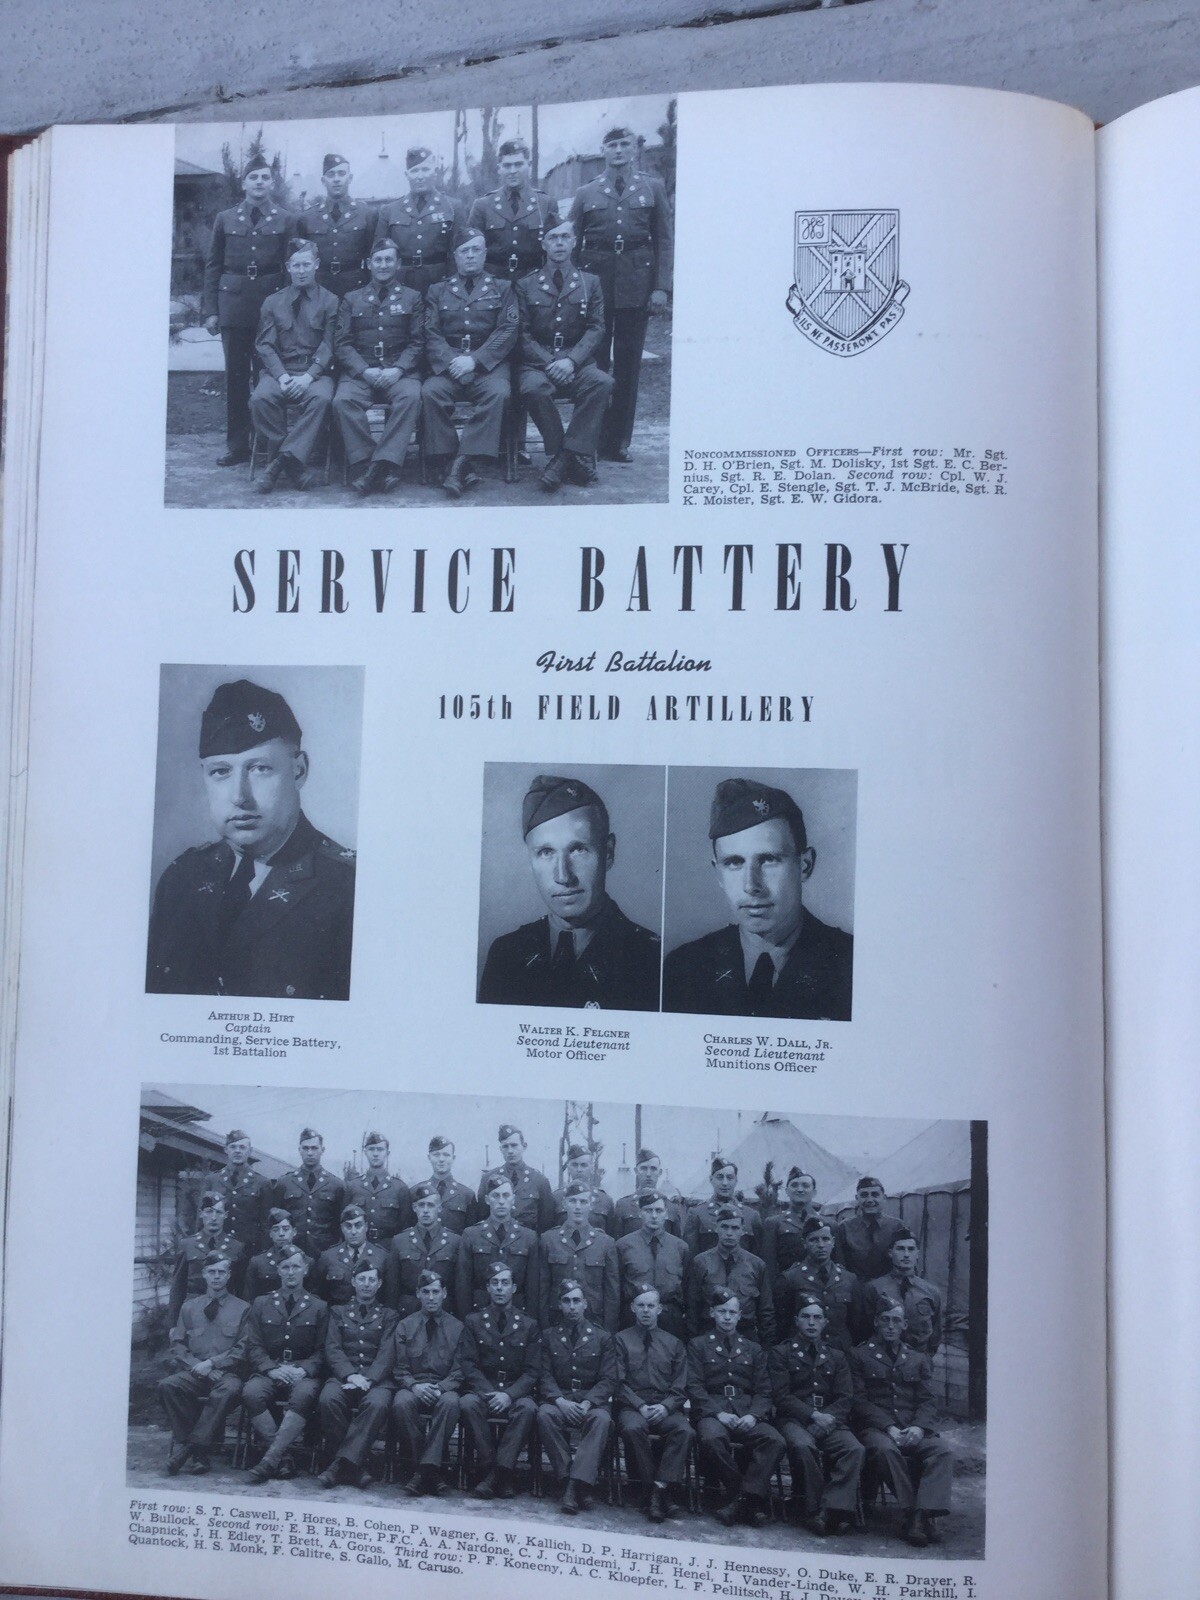 ILS NE PASSERONT PAS
NONCOMMISSIONED OFFICERS—First row: Mr. Sgt.
D. H. O'Brien, Sgt. M. Dolisky, 1st Sgt. E. C. Ber-
nius, Sgt. R. E. Dolan. Second row: Cpl. W. J.
Carey, Cpl. E. Stengle, Sgt. T. J. McBride, Sgt. R.
K. Moister, Sgt. E. W. Gidora.
SERVICE BATTERY
First Battalion
105th FIELD ARTILLERY
ARTHUR D. HIRT
Captain
Commanding, Service Battery,
1st Battalion
WALTER K. FELGNER
Second Lieutenant
Motor Officer
CHARLES W. DALL, JR.
Second Lieutenant
Munitions Officer
First row: S. T. Caswell, P. Hores, B. Cohen, P. Wagner, G. W. Kallich, D. P. Harrigan, J. J. Hennessy, O. Duke, E. R. Drayer, R.
W. Bullock. Second row: E. B. Hayner, P.F.C. A. A. Nardone, C. J. Chindemi, J. H. Henel, I. Vander-Linde, W. H. Parkhill, I.
Chapnick, J. H. Edley, T. Brett, A. Goros. Third row: P. F. Konecny, A. C. Kloepfer, L. F. Pellitsch, H. J.
Quantock, H. S. Monk, F. Calitre, S. Gallo, M. Caruso.